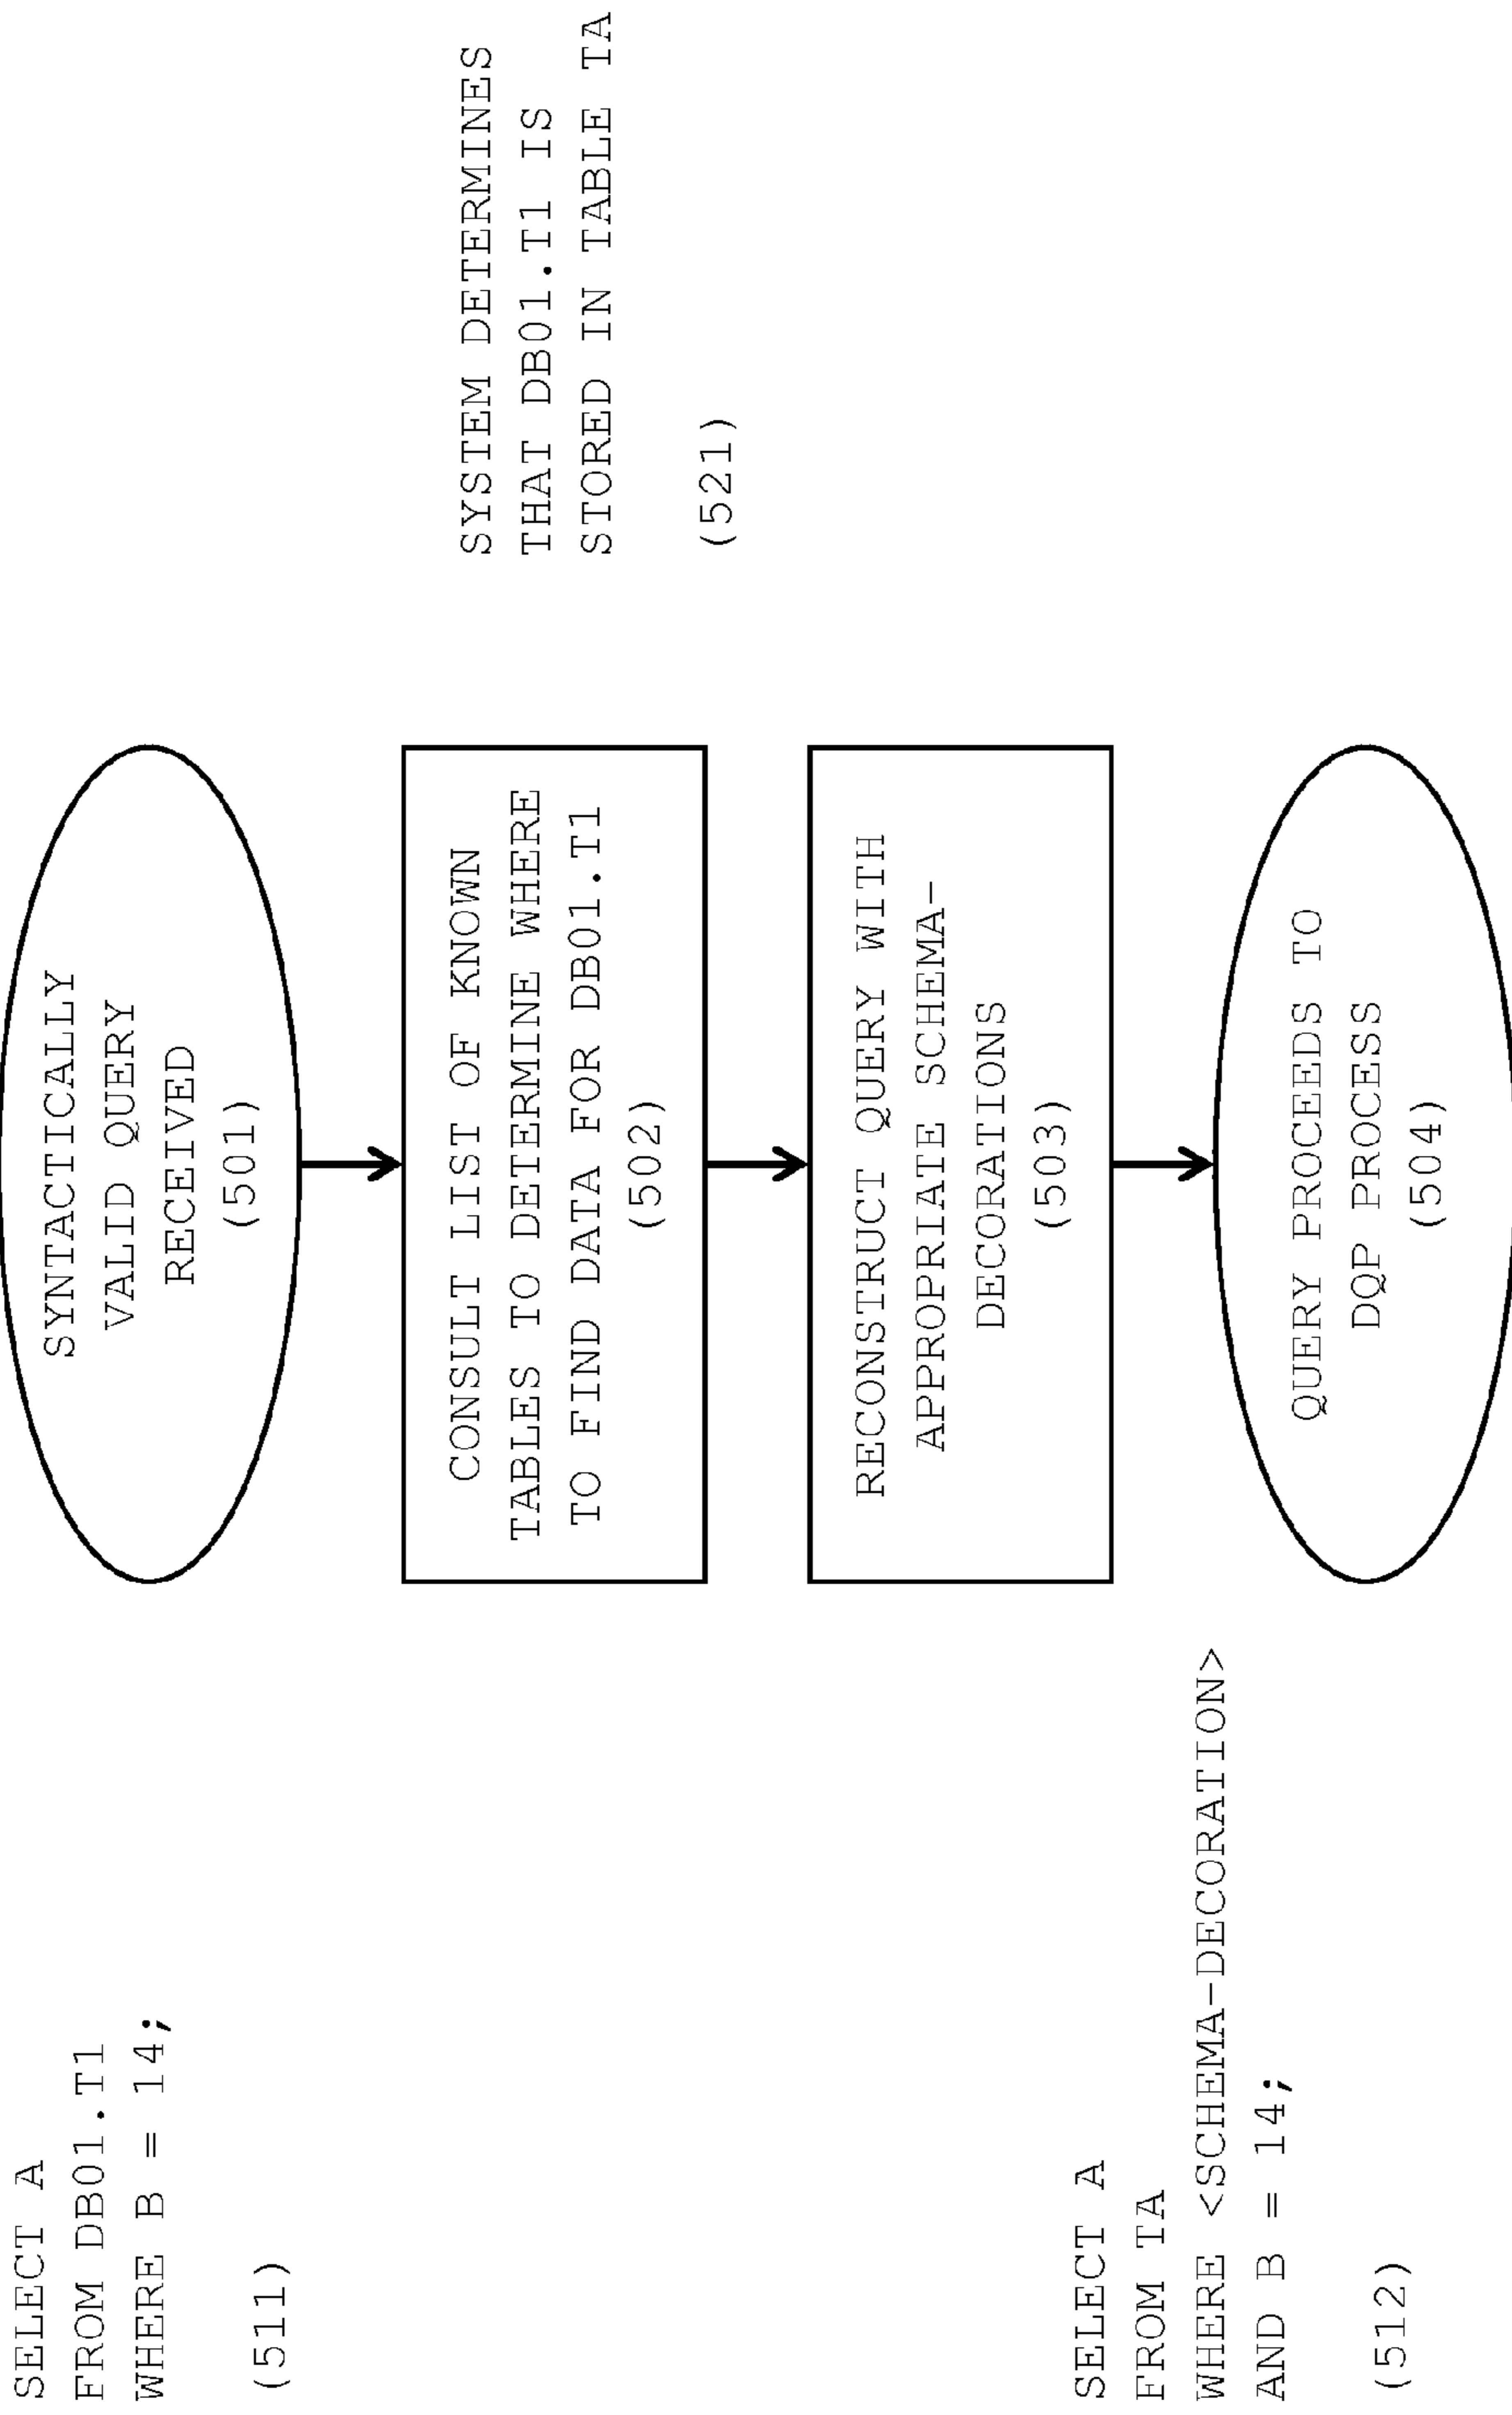 SELECT A
FROM DB01.T1
WHERE B = 14;
(511)
SYNTACTICALLY
VALID QUERY
RECEIVED
(501)
CONSULT LIST OF KNOWN
TABLES TO DETERMINE WHERE
TO FIND DATA FOR DB01.T1
(502)
SYSTEM DETERMINES
THAT DB01.T1 IS
STORED IN TABLE TA
(521)
RECONSTRUCT QUERY WITH
APPROPRIATE SCHEMA-
DECORATIONS
(503)
SELECT A
FROM TA
WHERE <SCHEMA-DECORATION>
AND B = 14;
(512)
QUERY PROCEEDS TO
DQP PROCESS
(504)